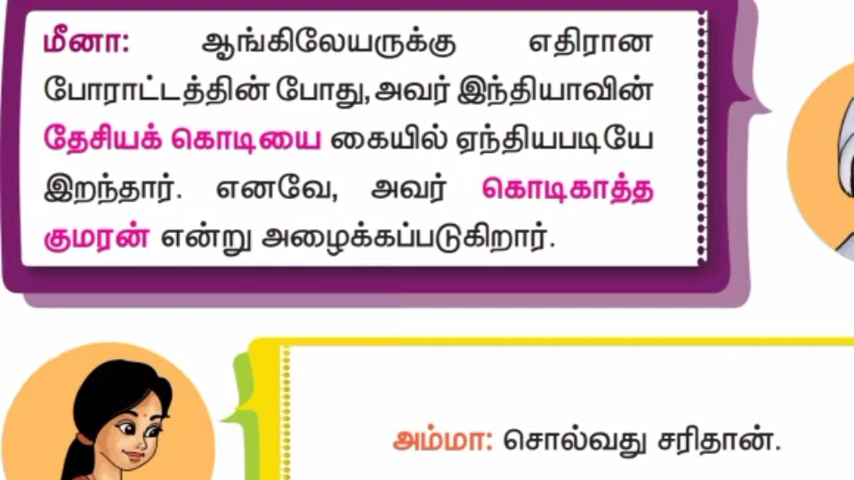 மீனா: ஆங்கிலேயருக்கு எதிரான
போராட்டத்தின் போது, அவர் இந்தியாவின்
தேசியக் கொடியை கையில் ஏந்தியபடியே
இறந்தார். எனவே, அவர் கொடிகாத்த
குமரன் என்று அழைக்கப்படுகிறார்.
அம்மா: சொல்வது சரிதான்.